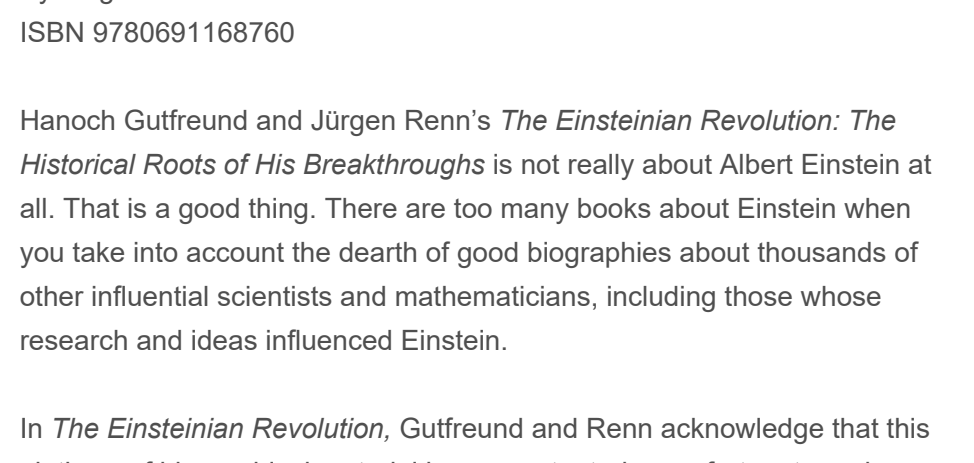 ISBN 9780691168760
Hanoch Gutfreund and Jürgen Renn’s The Einsteinian Revolution: The
Historical Roots of His Breakthroughs is not really about Albert Einstein at
all. That is a good thing. There are too many books about Einstein when
you take into account the dearth of good biographies about thousands of
other influential scientists and mathematicians, including those whose
research and ideas influenced Einstein.
In The Einsteinian Revolution, Gutfreund and Renn acknowledge that this